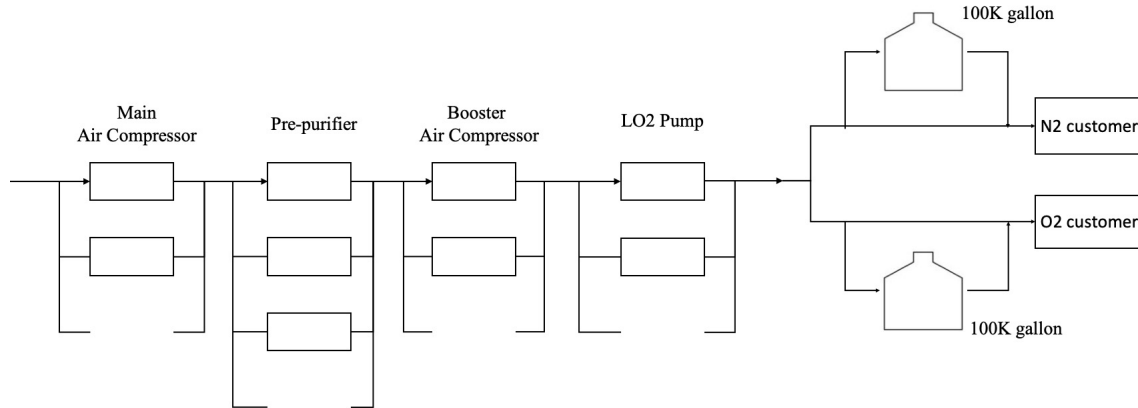 100K gallon
Main
Air Compressor
Pre-purifier
Booster
Air Compressor
LO2 Pump
N2 customer
O2 customer
100K gallon